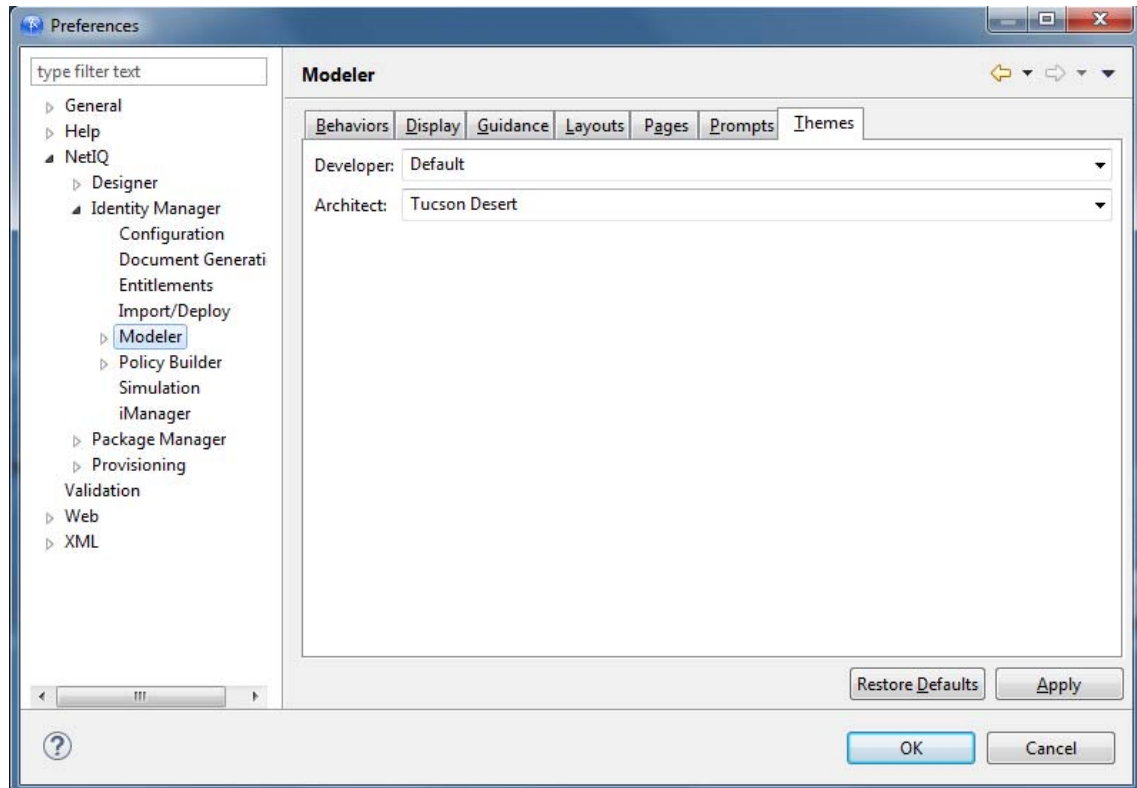 Preferences
type filter text
General
Help
NetIQ
Designer
Identity Manager
Configuration
Document Generati
Entitlements
Import/Deploy
Modeler
Policy Builder
Simulation
iManager
Package Manager
Provisioning
Validation
Web
XML
Modeler
Behaviors Display Guidance Layouts Pages Prompts Themes
Developer: Default
Architect: Tucson Desert
Restore Defaults Apply
OK Cancel